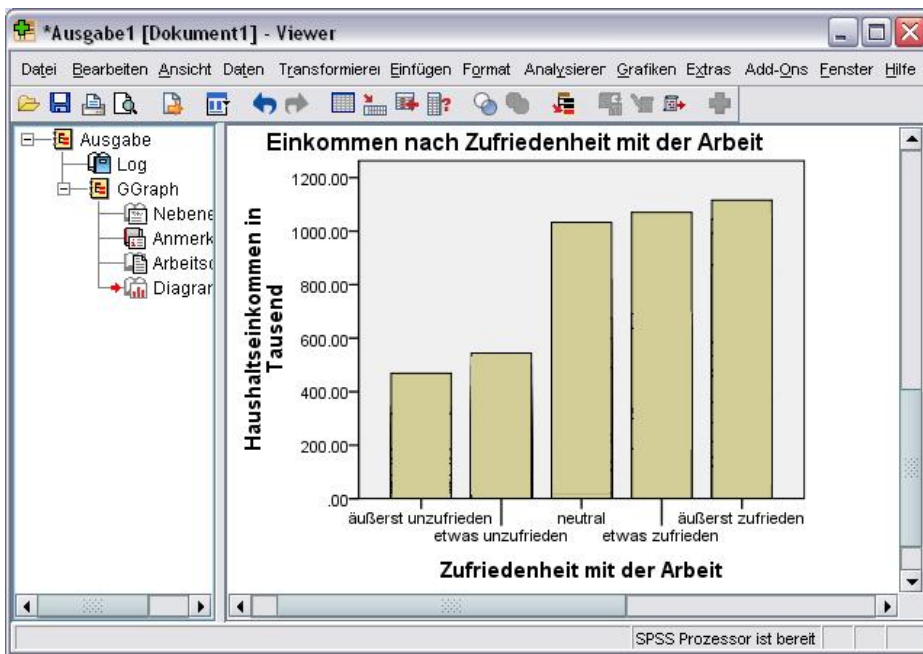 *Ausgabe1 [Dokument1] - Viewer
Datei Bearbeiten Ansicht Daten Transformierei Einfügen Format Analysierer Grafiken Extras Add-Ons Fenster Hilfe
Ausgabe
Log
GGraph
Nebene
Anmerk
Arbeits
Diagrar
Einkommen nach Zufriedenheit mit der Arbeit
Haushaltseinkommen in
Tausend
1200.00
1000.00
800.00
600.00
400.00
200.00
.00
äußerst unzufrieden
etwas unzufrieden
neutral
etwas zufrieden
äußerst zufrieden
Zufriedenheit mit der Arbeit
SPSS Prozessor ist bereit